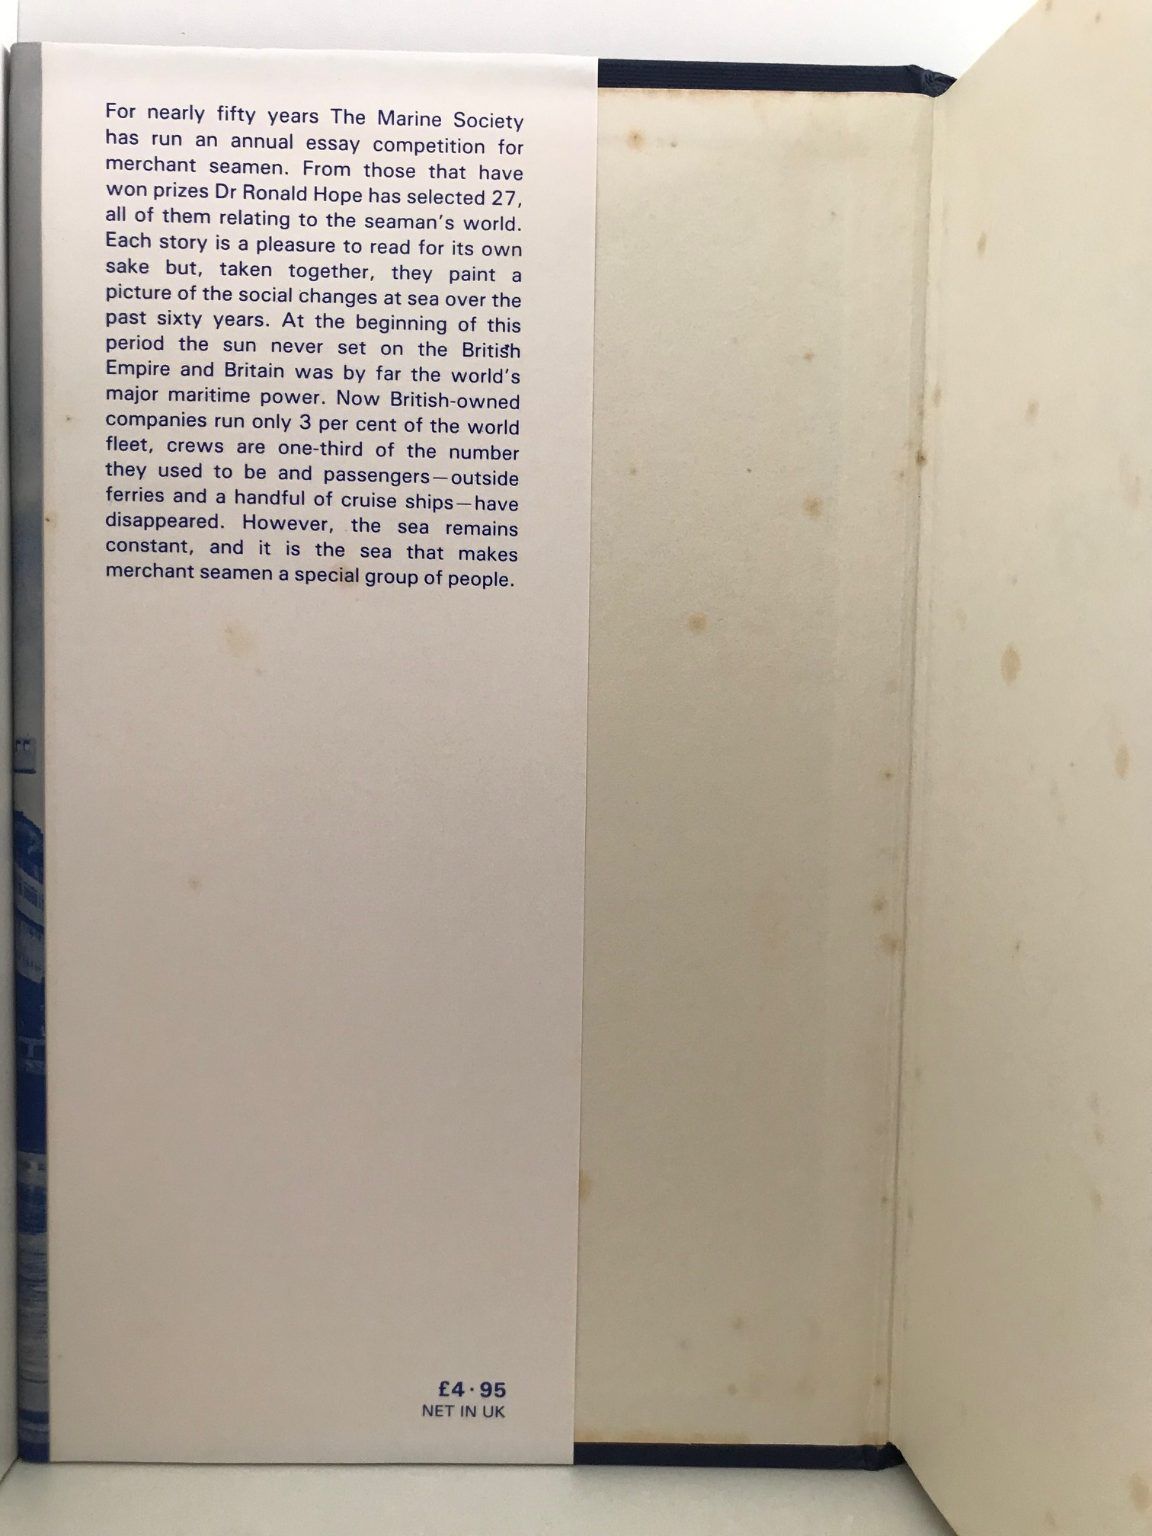 For nearly fifty years The Marine Society
has run an annual essay competition for
merchant seamen. From those that have
won prizes Dr Ronald Hope has selected 27,
all of them relating to the seaman's world.
Each story is a pleasure to read for its own
sake but, taken together, they paint a
picture of the social changes at sea over the
past sixty years. At the beginning of this
period the sun never set on the British
Empire and Britain was by far the world's
major maritime power. Now British-owned
companies run only 3 per cent of the world
fleet, crews are one-third of the number
they used to be and passengers—outside
ferries and a handful of cruise ships—have
disappeared. However, the sea remains
constant, and it is the sea that makes
merchant seamen a special group of people.
£4·95
NET IN UK